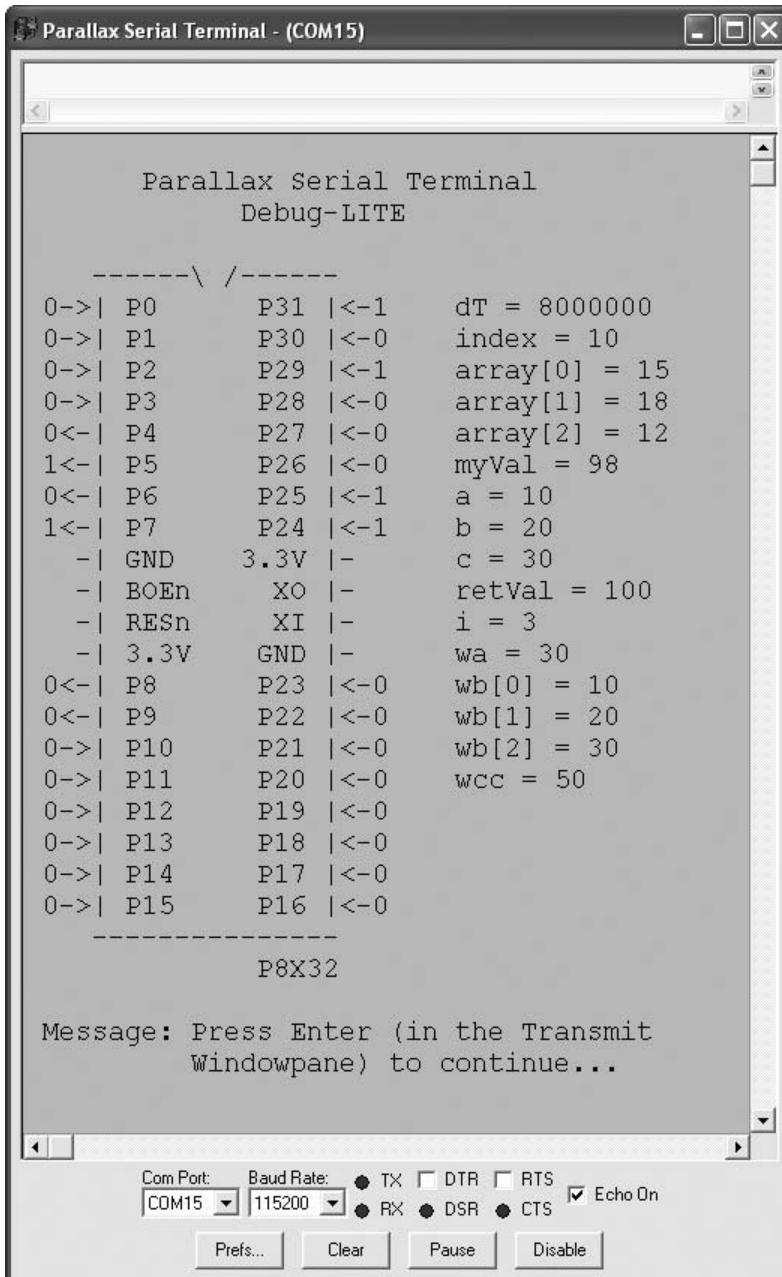 Parallax Serial Terminal - (COM15)
Parallax Serial Terminal
Debug-LITE
------\ /------
0->| P0 P31 |<-1 dT = 8000000
0->| P1 P30 |<-0 index = 10
0->| P2 P29 |<-1 array[0] = 15
0->| P3 P28 |<-0 array[1] = 18
0<-| P4 P27 |<-0 array[2] = 12
1<-| P5 P26 |<-0 myVal = 98
0<-| P6 P25 |<-1 a = 10
1<-| P7 P24 |<-1 b = 20
-| GND 3.3V |- c = 30
-| BOEn XO |- retVal = 100
-| RESn XI |- i = 3
-| 3.3V GND |- wa = 30
0<-| P8 P23 |<-0 wb[0] = 10
0<-| P9 P22 |<-0 wb[1] = 20
0->| P10 P21 |<-0 wb[2] = 30
0->| P11 P20 |<-0 wcc = 50
0->| P12 P19 |<-0
0->| P13 P18 |<-0
0->| P14 P17 |<-0
0->| P15 P16 |<-0
---------------
P8X32
Message: Press Enter (in the Transmit
Windowpane) to continue...
Com Port: Baud Rate: TX DTR RTS
COM15 115200 RX DSR CTS Echo On
Prefs... Clear Pause Disable